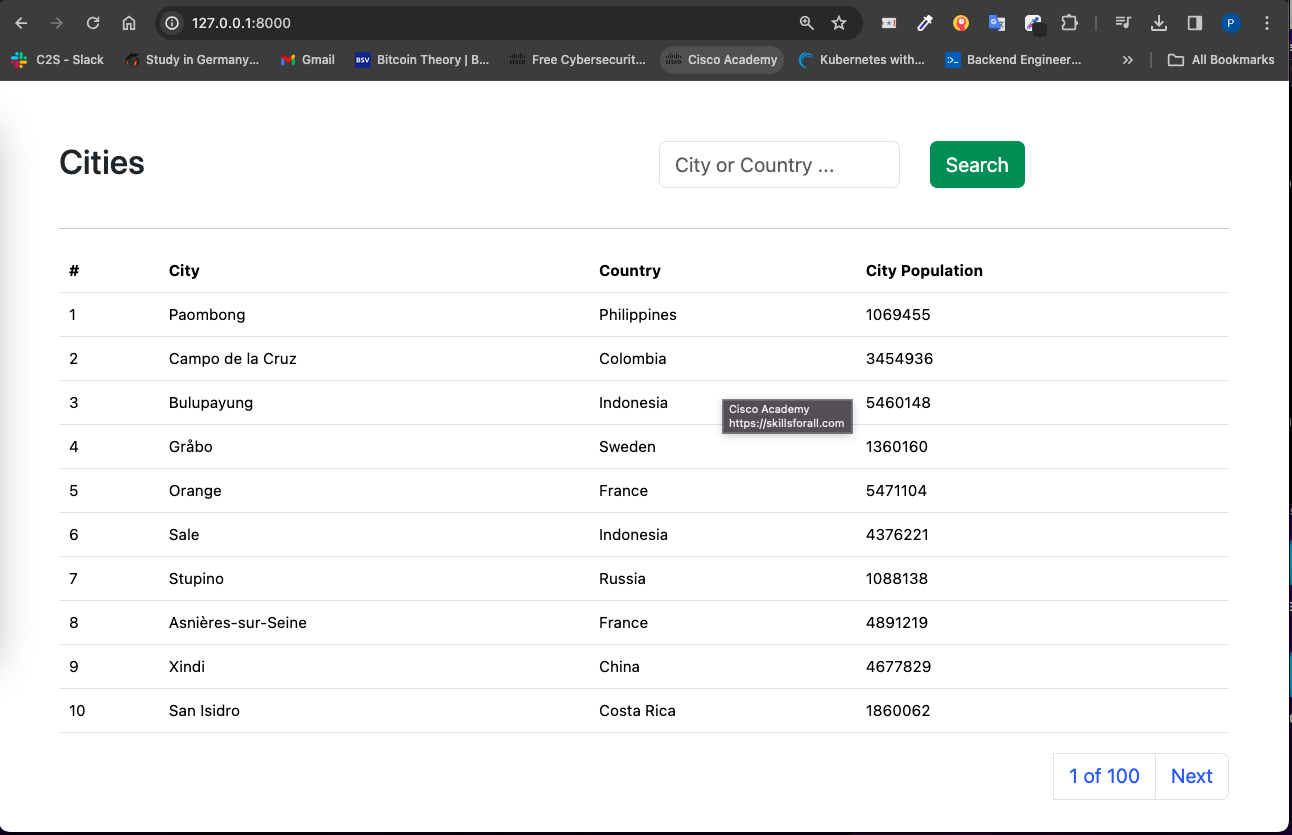 127.0.0.1:8000
P
C2S - Slack Study in Germany... Gmail BSV Bitcoin Theory | B... Free Cybersecurit... Cisco Academy Kubernetes with... Backend Engineer... » All Bookmarks
Cities City or Country ... Search
# City Country City Population
1 Paombong Philippines 1069455
2 Campo de la Cruz Colombia 3454936
3 Bulupayung Indonesia 5460148
Cisco Academy
https://skillsforall.com
4 Gråbo Sweden 1360160
5 Orange France 5471104
6 Sale Indonesia 4376221
7 Stupino Russia 1088138
8 Asnières-sur-Seine France 4891219
9 Xindi China 4677829
10 San Isidro Costa Rica 1860062
1 of 100 Next